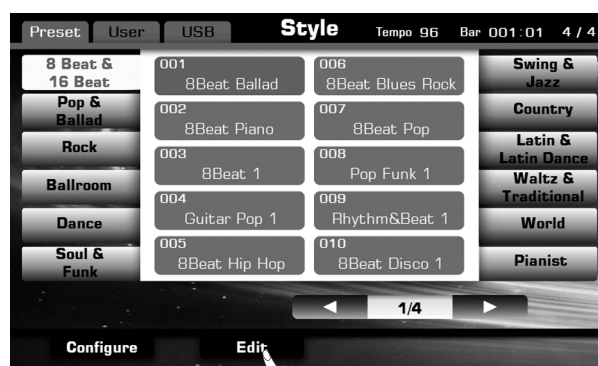 Preset User USB Style Tempo 96 Bar 001:01 4 / 4
8 Beat &
16 Beat
Pop &
Ballad
Rock
Ballroom
Dance
Soul &
Funk
001
8Beat Ballad
002
8Beat Piano
003
8Beat 1
004
Guitar Pop 1
005
8Beat Hip Hop
006
8Beat Blues Rock
007
8Beat Pop
008
Pop Funk 1
009
Rhythm&Beat 1
010
8Beat Disco 1
Swing &
Jazz
Country
Latin &
Latin Dance
Waltz &
Traditional
World
Pianist
1/4
Configure Edit